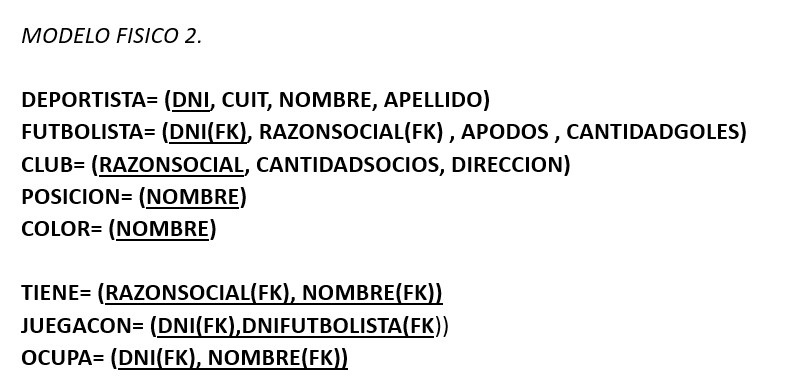 MODELO FISICO 2.
DEPORTISTA= (DNI, CUIT, NOMBRE, APELLIDO)
FUTBOLISTA= (DNI(FK), RAZONSOCIAL(FK) , APODOS , CANTIDADGOLES)
CLUB= (RAZONSOCIAL, CANTIDADSOCIOS, DIRECCION)
POSICION= (NOMBRE)
COLOR= (NOMBRE)
TIENE= (RAZONSOCIAL(FK), NOMBRE(FK))
JUEGACON= (DNI(FK),DNIFUTBOLISTA(FK))
OCUPA= (DNI(FK), NOMBRE(FK))